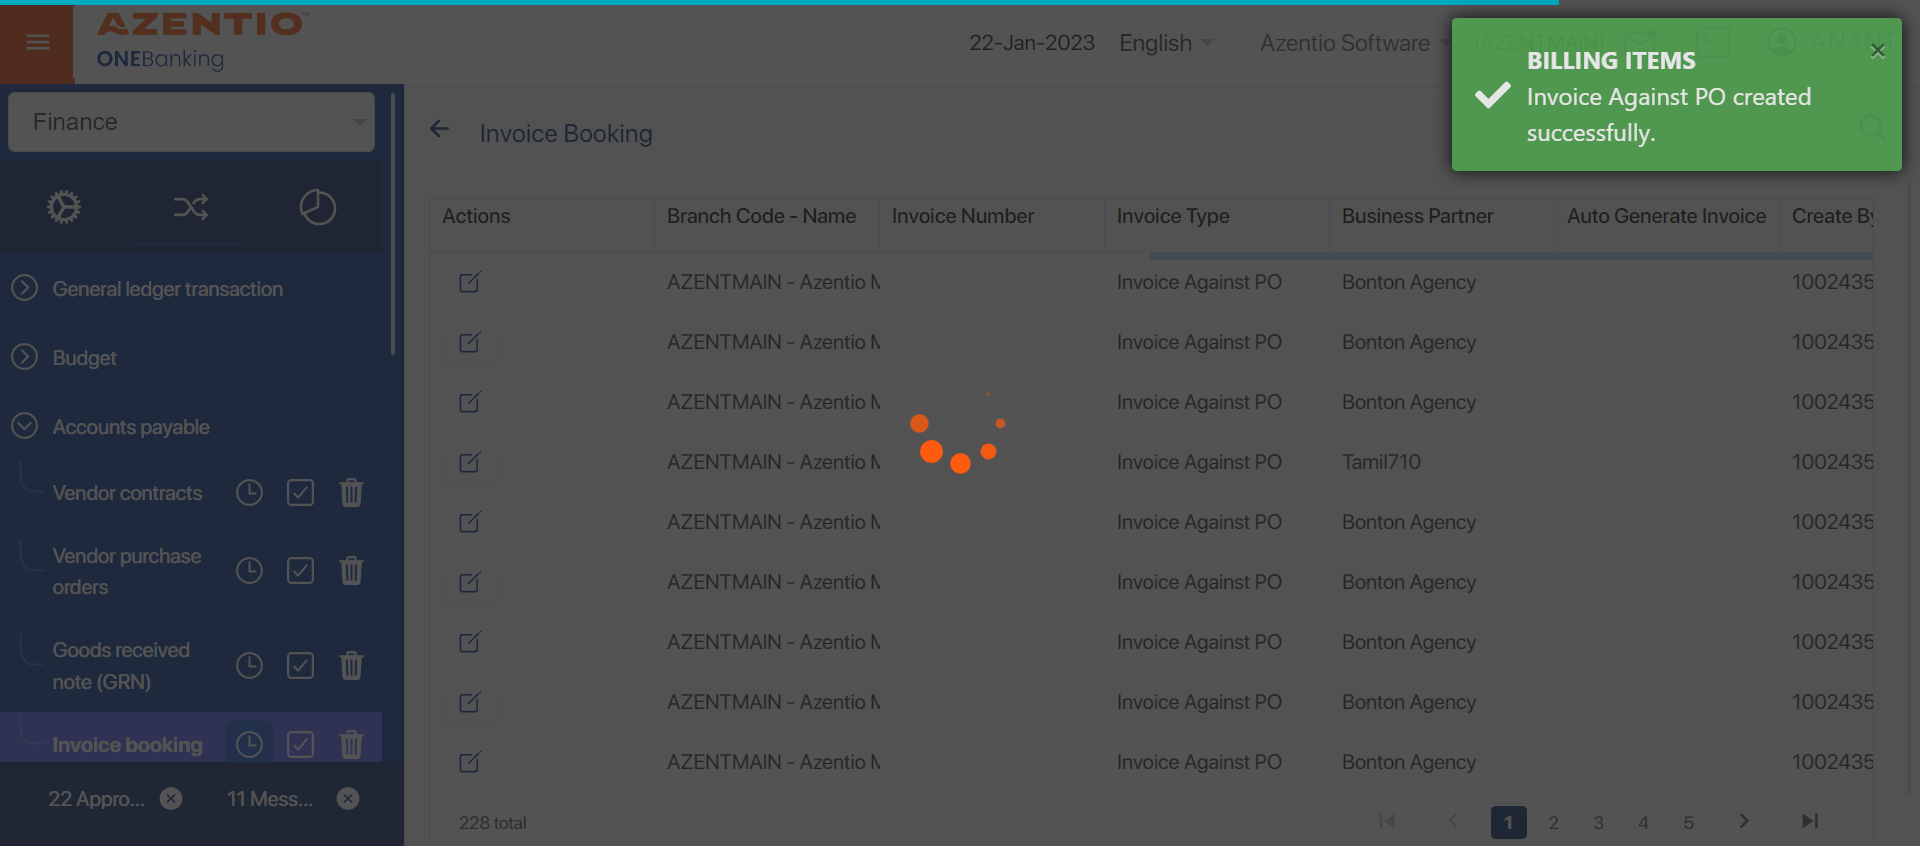 AZENTIO
ONEBanking
22-Jan-2023
English
Azentio Software
(AZENTMAIN)
BILLING ITEMS
Invoice Against PO created
successfully.
Finance
Invoice Booking
General ledger transaction
Budget
Accounts payable
Vendor contracts
Vendor purchase
orders
Goods received
note (GRN)
Invoice booking
22 Appro...
11 Mess...
Actions Branch Code - Name Invoice Number Invoice Type Business Partner Auto Generate Invoice Create By
AZENTMAIN - Azentio M Invoice Against PO Bonton Agency 1002435
AZENTMAIN - Azentio M Invoice Against PO Bonton Agency 1002435
AZENTMAIN - Azentio M Invoice Against PO Bonton Agency 1002435
AZENTMAIN - Azentio M Invoice Against PO Tamil710 1002435
AZENTMAIN - Azentio M Invoice Against PO Bonton Agency 1002435
AZENTMAIN - Azentio M Invoice Against PO Bonton Agency 1002435
AZENTMAIN - Azentio M Invoice Against PO Bonton Agency 1002435
AZENTMAIN - Azentio M Invoice Against PO Bonton Agency 1002435
AZENTMAIN - Azentio M Invoice Against PO Bonton Agency 1002435
228 total
1 2 3 4 5